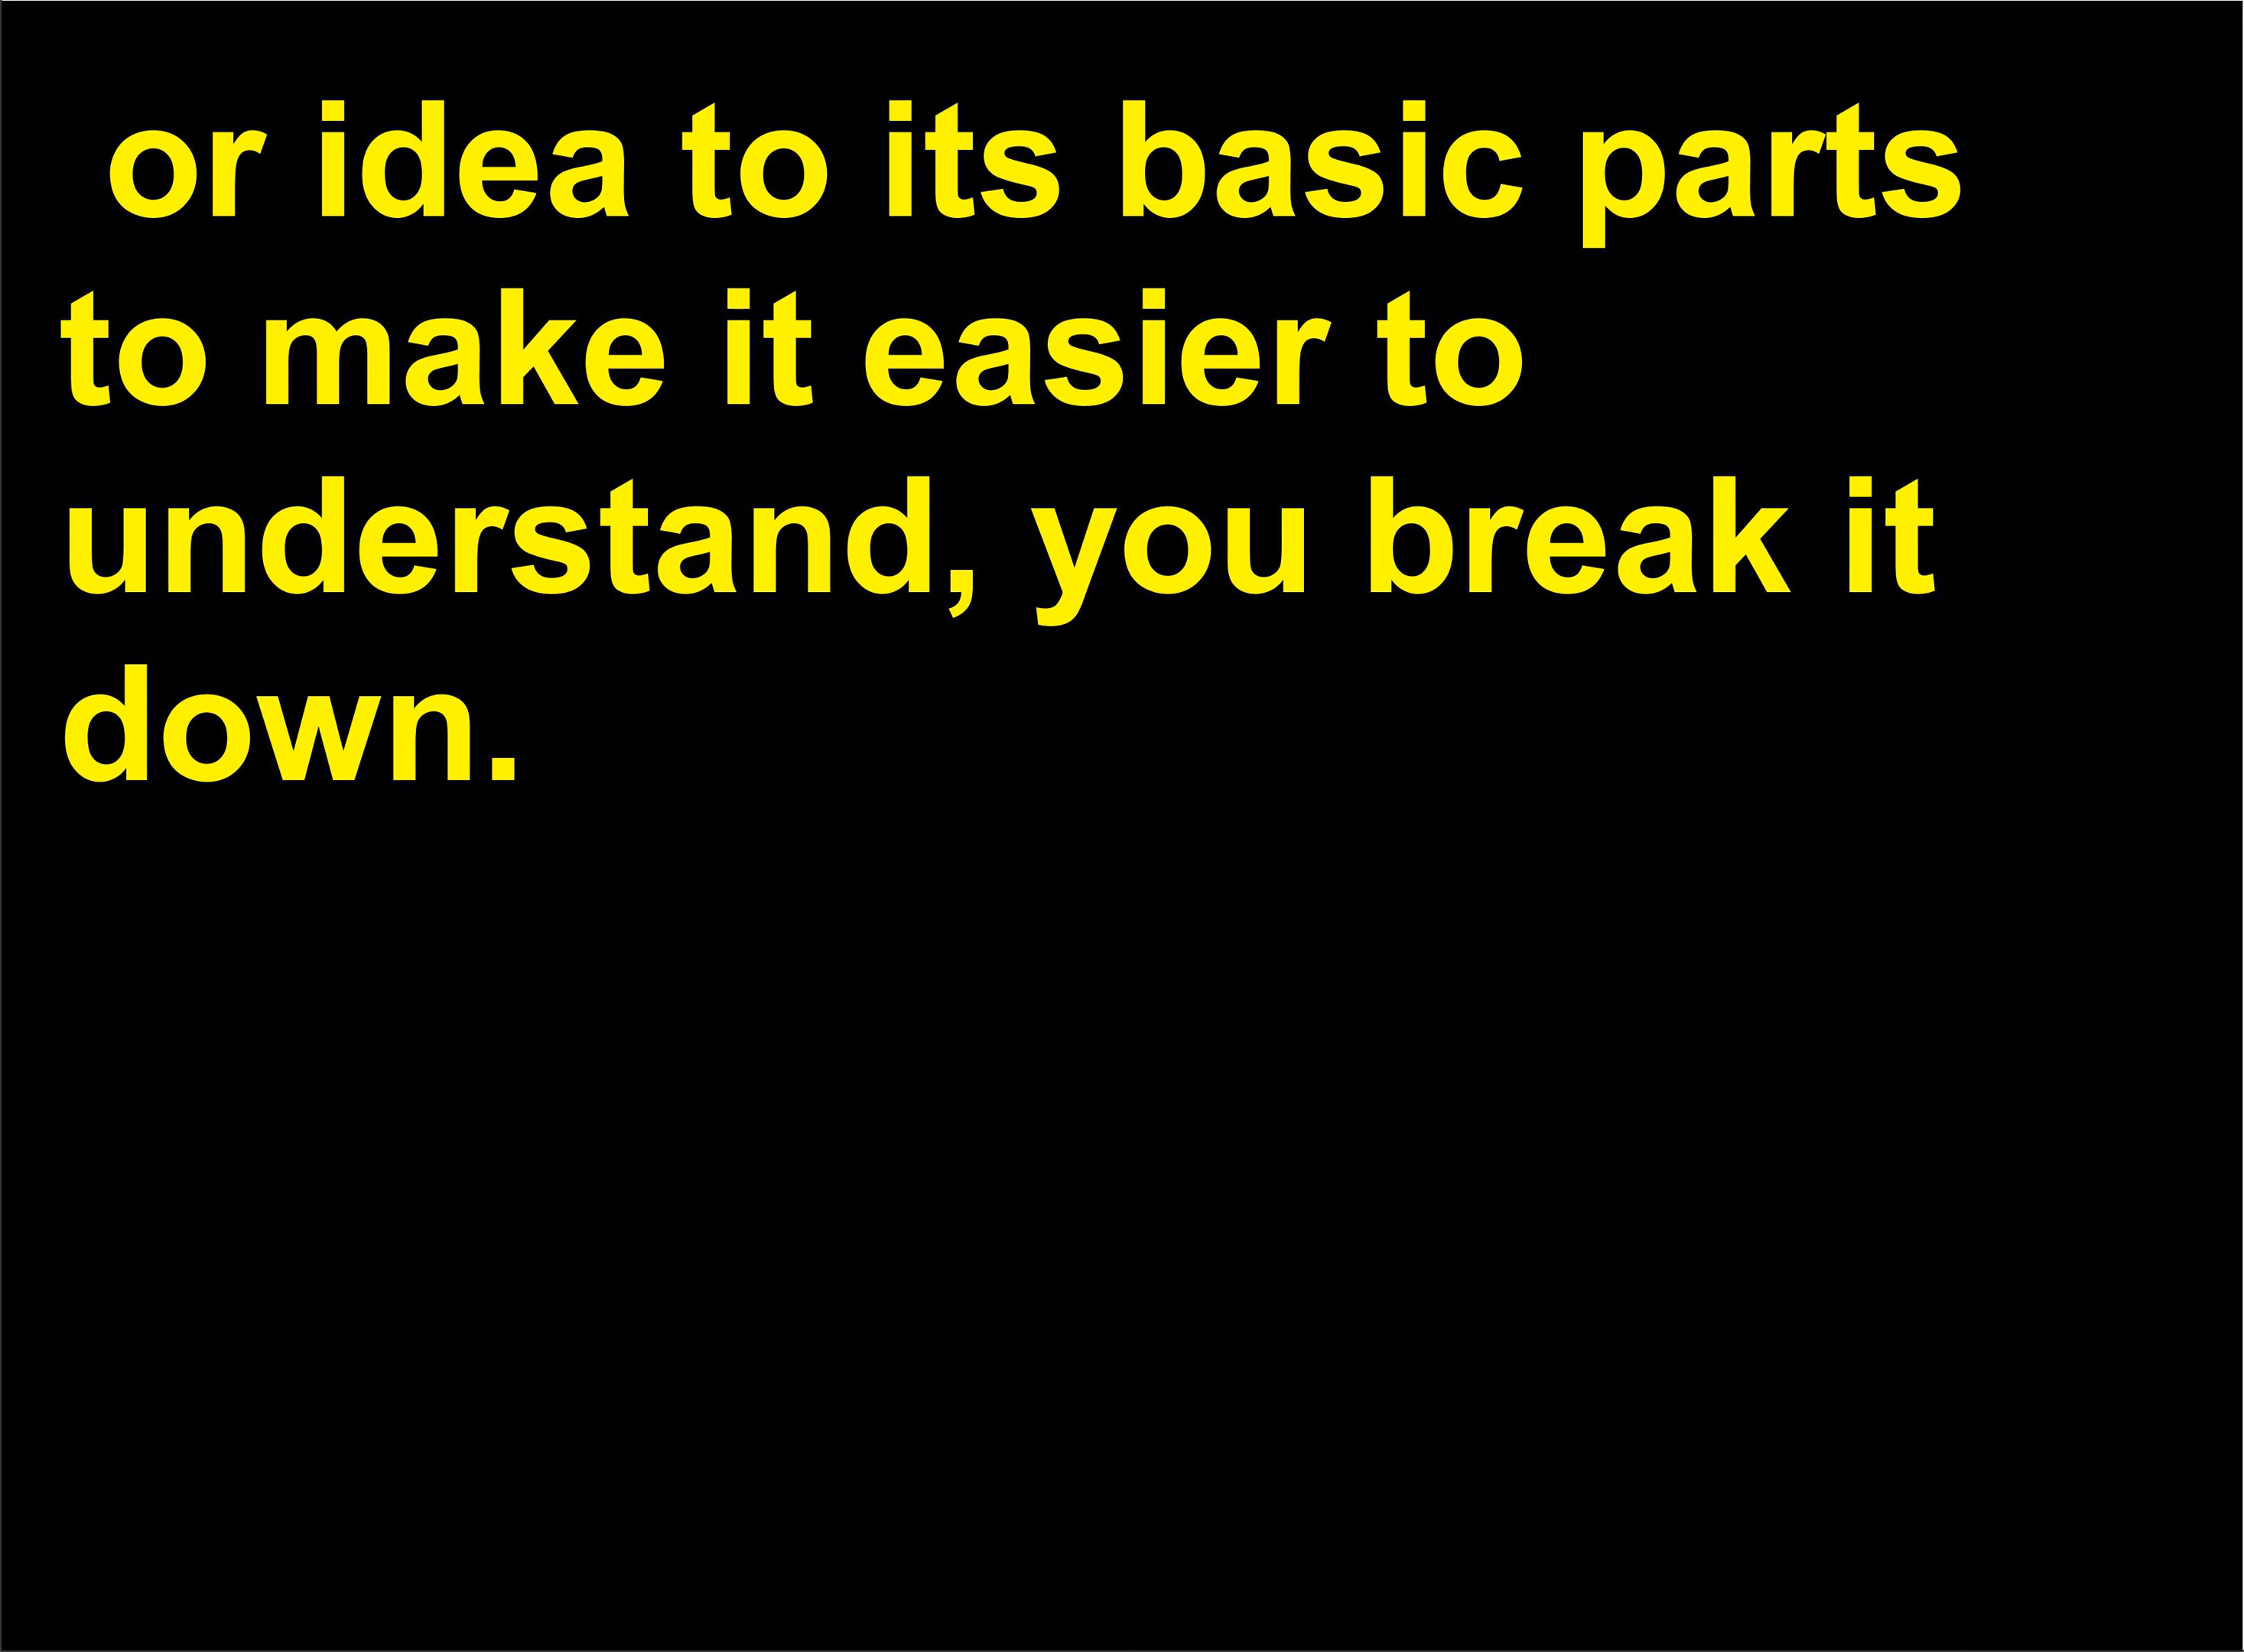 or idea to its basic parts
to make it easier to
understand, you break it
down.